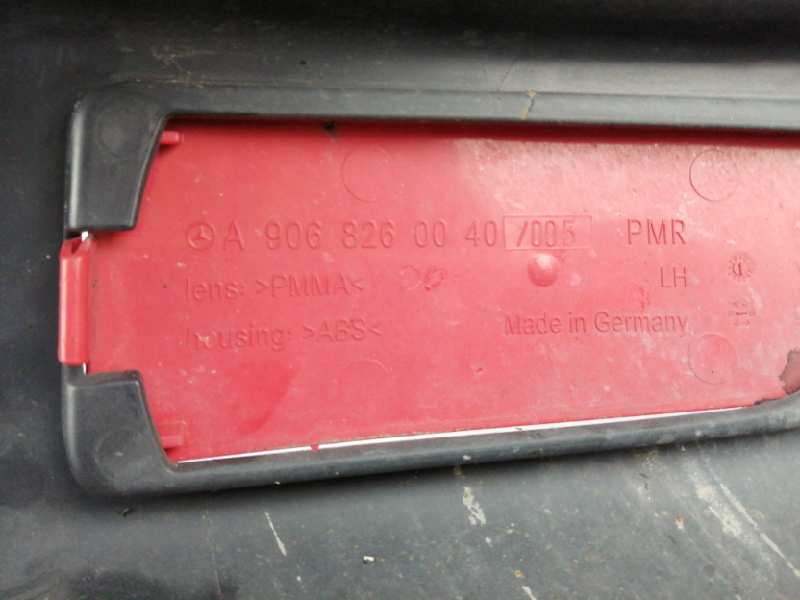 A 906 826 00 40 /005 PMR
lens: >PMMA< LH
housing: >ABS< Made in Germany